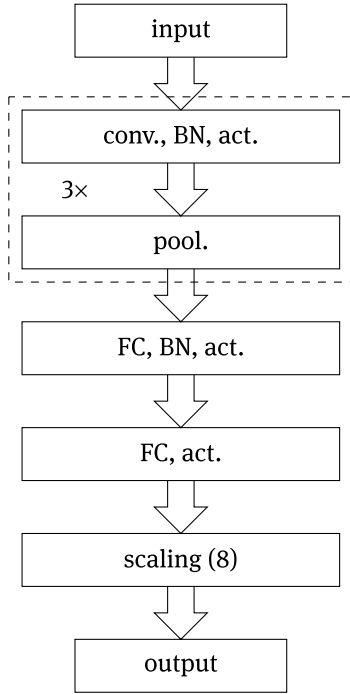 input
conv., BN, act.
3×
pool.
FC, BN, act.
FC, act.
scaling (8)
output